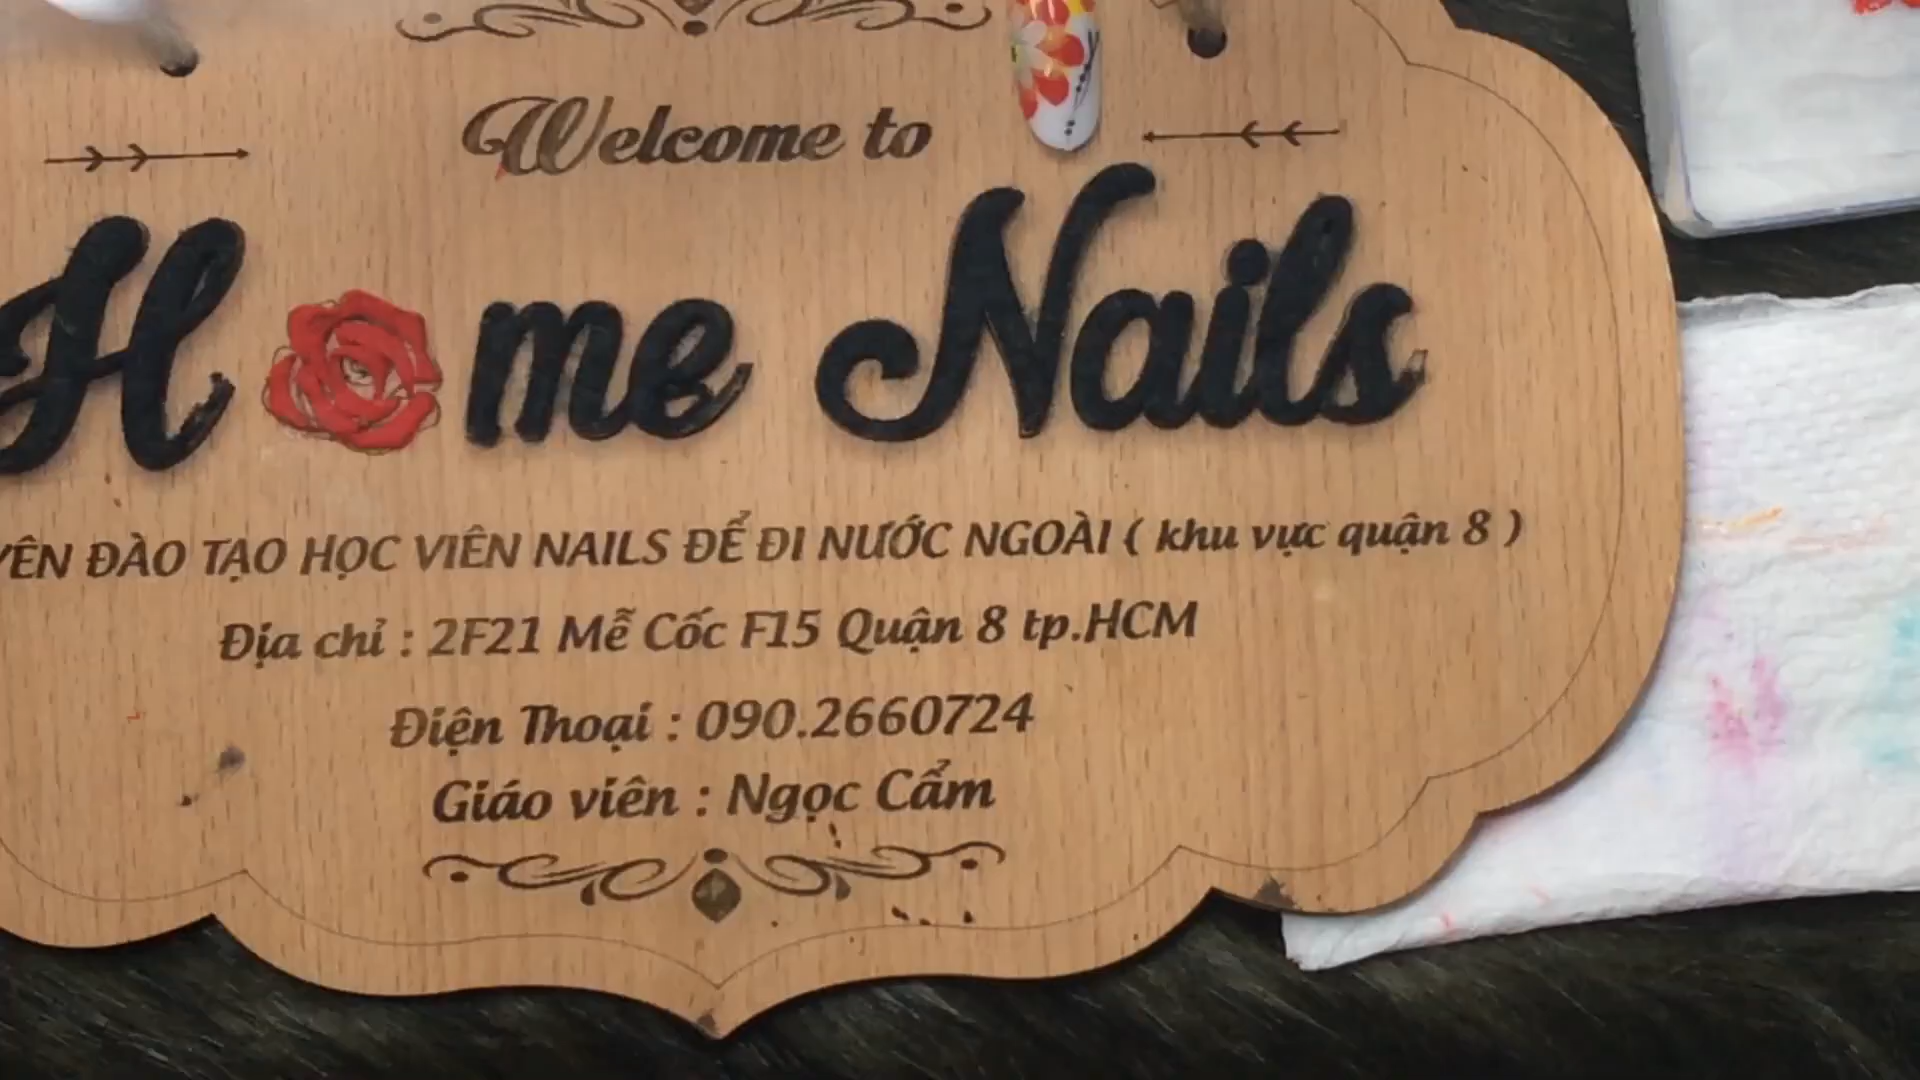 Welcome to
Home Nails
ĐÀO TẠO HỌC VIÊN NAILS ĐỂ ĐI NƯỚC NGOÀI ( khu vực quận 8 )
Địa chỉ : 2F21 Mễ Cốc F15 Quận 8 tp.HCM
Điện Thoại : 090.2660724
Giáo viên : Ngọc Cẩm